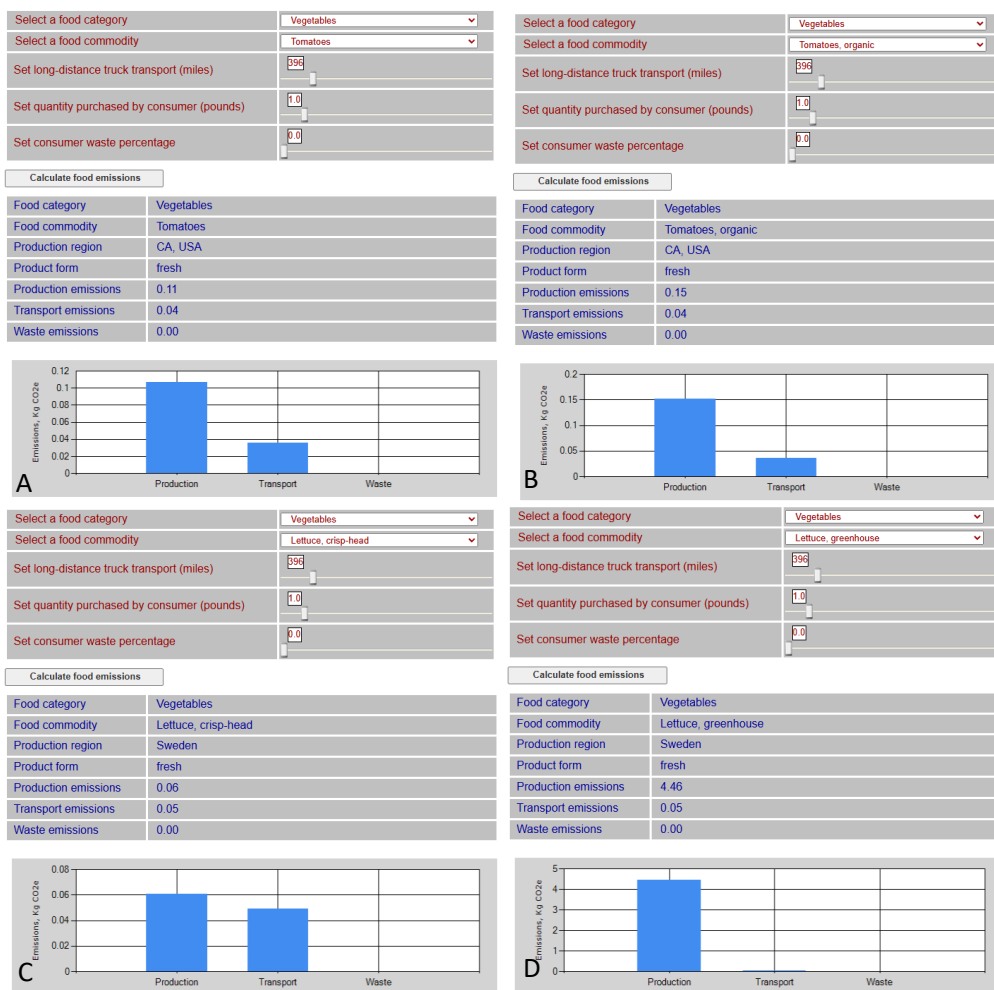 Select a food category Vegetables
Select a food commodity Tomatoes
Set long-distance truck transport (miles) 396
Set quantity purchased by consumer (pounds) 1.0
Set consumer waste percentage 0.0
Calculate food emissions
Food category Vegetables
Food commodity Tomatoes
Production region CA, USA
Product form fresh
Production emissions 0.11
Transport emissions 0.04
Waste emissions 0.00
Emissions, Kg CO2e
0.12
0.1
0.08
0.06
0.04
0.02
0
Production Transport Waste
A
Select a food category Vegetables
Select a food commodity Tomatoes, organic
Set long-distance truck transport (miles) 396
Set quantity purchased by consumer (pounds) 1.0
Set consumer waste percentage 0.0
Calculate food emissions
Food category Vegetables
Food commodity Tomatoes, organic
Production region CA, USA
Product form fresh
Production emissions 0.15
Transport emissions 0.04
Waste emissions 0.00
Emissions, Kg CO2e
0.2
0.15
0.1
0.05
0
Production Transport Waste
B
Select a food category Vegetables
Select a food commodity Lettuce, crisp-head
Set long-distance truck transport (miles) 396
Set quantity purchased by consumer (pounds) 1.0
Set consumer waste percentage 0.0
Calculate food emissions
Food category Vegetables
Food commodity Lettuce, crisp-head
Production region Sweden
Product form fresh
Production emissions 0.06
Transport emissions 0.05
Waste emissions 0.00
Emissions, Kg CO2e
0.08
0.06
0.04
0.02
0
Production Transport Waste
C
Select a food category Vegetables
Select a food commodity Lettuce, greenhouse
Set long-distance truck transport (miles) 396
Set quantity purchased by consumer (pounds) 1.0
Set consumer waste percentage 0.0
Calculate food emissions
Food category Vegetables
Food commodity Lettuce, greenhouse
Production region Sweden
Product form fresh
Production emissions 4.46
Transport emissions 0.05
Waste emissions 0.00
Emissions, Kg CO2e
5
4
3
2
1
0
Production Transport Waste
D